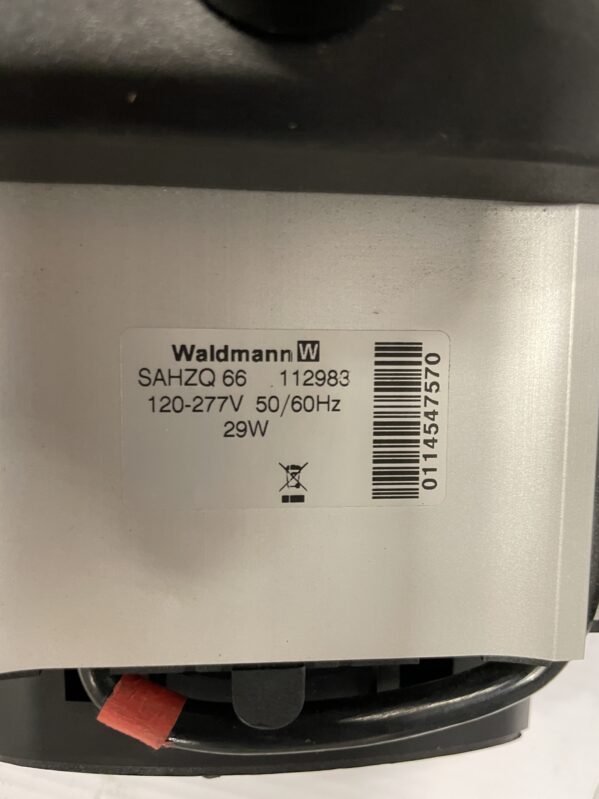 Waldmann W
SAHZQ 66 112983
120-277V 50/60Hz
29W
0114547570